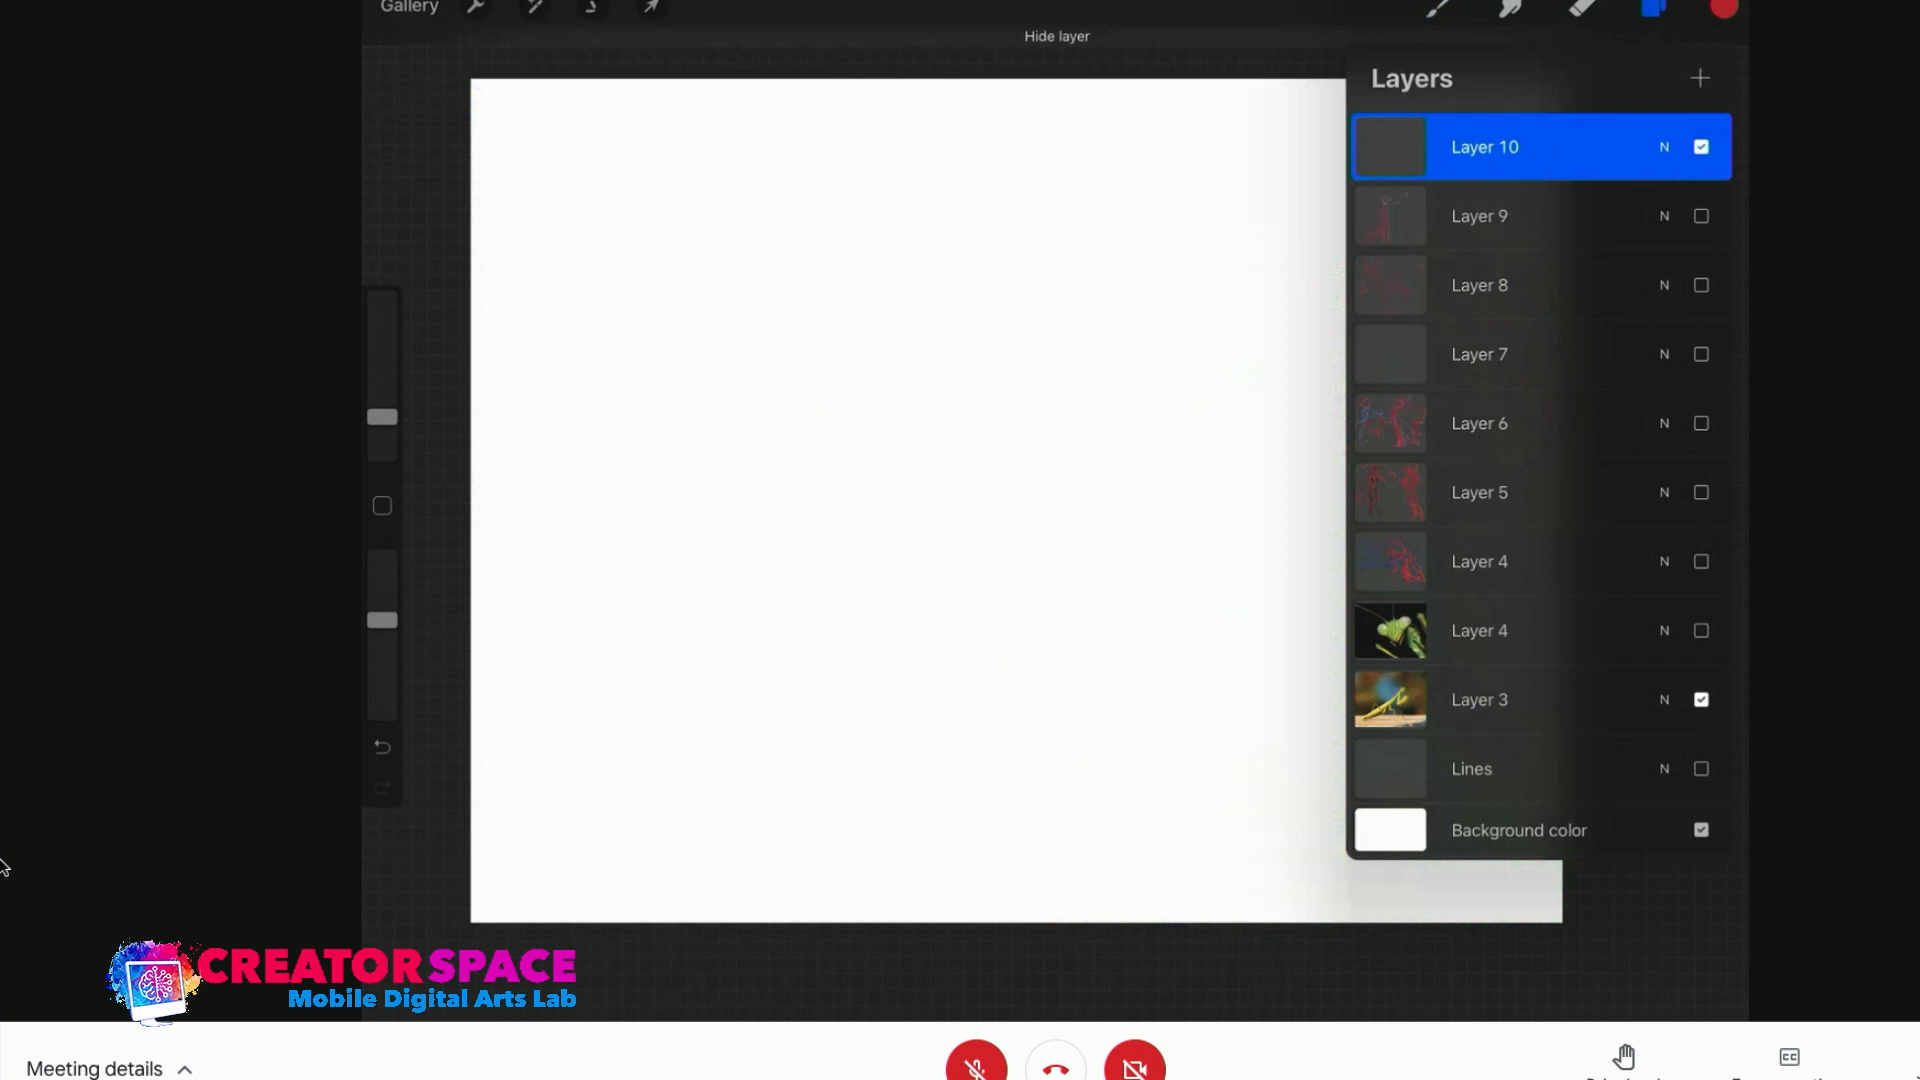 Gallery
Hide layer
Layers
Layer 10 N
Layer 9 N
Layer 8 N
Layer 7 N
Layer 6 N
Layer 5 N
Layer 4 N
Layer 4 N
Layer 3 N
Lines N
Background color
CREATORSPACE
Mobile Digital Arts Lab
Meeting details
CC